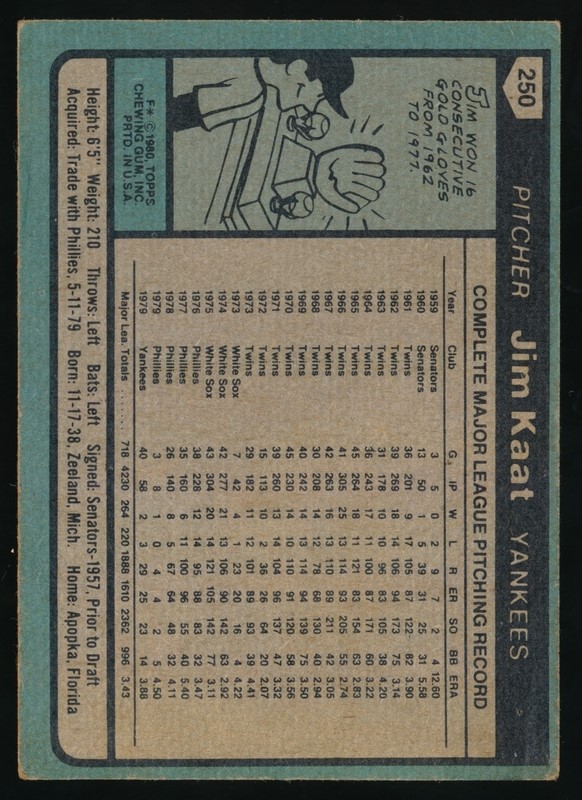 250
PITCHER Jim Kaat YANKEES
JIM WON 16
CONSECUTIVE
GOLD GLOVES
FROM 1962
TO 1977.
F* © 1980, TOPPS
CHEWING GUM, INC.
PRTD. IN U.S.A.
COMPLETE MAJOR LEAGUE PITCHING RECORD
Year Club G IP W L R ER SO BB ERA
1959 Senators 3 5 0 2 9 7 2 4 12.60
1960 Senators 13 50 1 5 39 31 25 31 5.58
1961 Twins 36 201 9 17 105 87 122 82 3.90
1962 Twins 39 269 18 14 106 94 173 75 3.14
1963 Twins 31 178 10 10 96 83 105 38 4.20
1964 Twins 36 243 17 11 100 87 171 60 3.22
1965 Twins 45 264 18 11 121 83 154 63 2.83
1966 Twins 41 305 25 13 114 93 205 55 2.74
1967 Twins 42 263 16 13 110 89 211 42 3.05
1968 Twins 30 208 14 12 78 68 130 40 2.94
1969 Twins 40 242 14 13 114 94 139 75 3.50
1970 Twins 45 230 14 10 110 91 120 58 3.56
1971 Twins 39 260 13 14 104 96 137 47 3.32
1972 Twins 15 113 10 2 36 26 64 20 2.07
1973 Twins 29 182 11 12 101 89 93 39 4.41
1973 White Sox 7 42 4 1 23 20 16 4 4.22
1974 White Sox 42 277 21 13 106 90 142 63 2.92
1975 White Sox 43 304 20 14 121 105 142 77 3.11
1976 Phillies 38 228 12 14 95 88 83 32 3.47
1977 Phillies 35 160 6 11 100 96 55 40 5.40
1978 Phillies 26 140 8 5 67 64 48 32 4.11
1979 Phillies 3 8 1 0 4 4 2 5 4.50
1979 Yankees 40 58 2 3 29 25 23 14 3.88
Major Lea. Totals ........ 718 4230 264 220 1888 1610 2362 996 3.43
Height: 6'5" Weight: 210 Throws: Left Bats: Left Signed: Senators-1957, Prior to Draft
Acquired: Trade with Phillies, 5-11-79 Born: 11-17-38, Zeeland, Mich. Home: Apopka, Florida